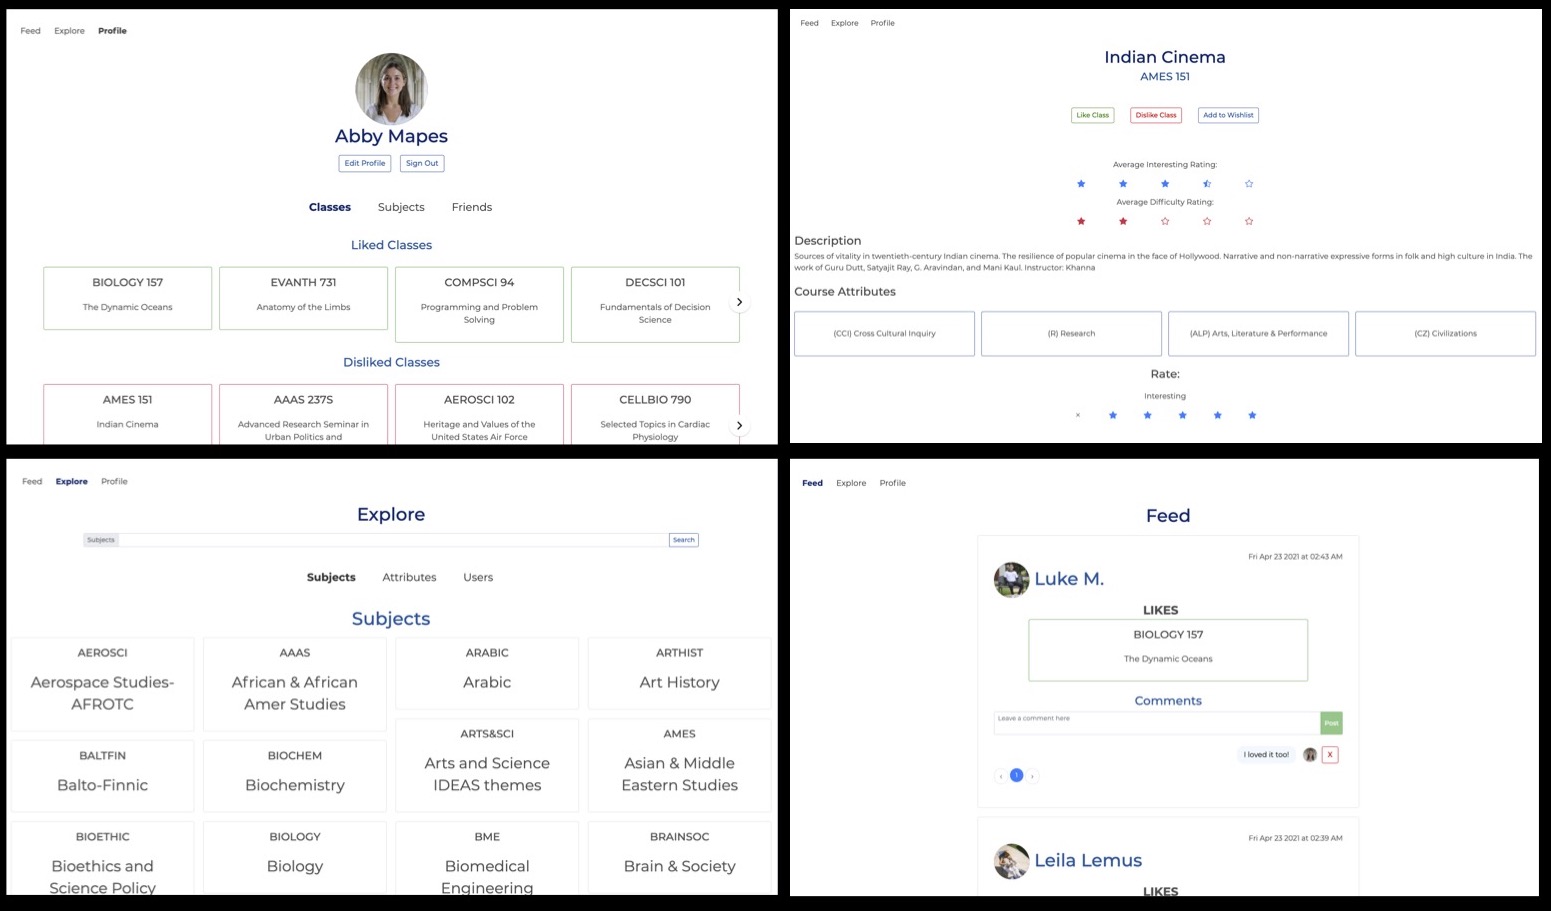 Feed Explore Profile
Abby Mapes
Edit Profile Sign Out
Classes Subjects Friends
Liked Classes
BIOLOGY 157
The Dynamic Oceans
EVANTH 731
Anatomy of the Limbs
COMPSCI 94
Programming and Problem
Solving
DECSCI 101
Fundamentals of Decision
Science
Disliked Classes
AMES 151
Indian Cinema
AAAS 237S
Advanced Research Seminar in
Urban Politics and
AEROSCI 102
Heritage and Values of the
United States Air Force
CELLBIO 790
Selected Topics in Cardiac
Physiology
Feed Explore Profile
Indian Cinema
AMES 151
Like Class Dislike Class Add to Wishlist
Average Interesting Rating:
Average Difficulty Rating:
Description
Sources of vitality in twentieth-century Indian cinema. The resilience of popular cinema in the face of Hollywood. Narrative and non-narrative expressive forms in folk and high culture in India. The
work of Guru Dutt, Satyajit Ray, G. Aravindan, and Mani Kaul. Instructor: Khanna
Course Attributes
(CCI) Cross Cultural Inquiry
(R) Research
(ALP) Arts, Literature & Performance
(CZ) Civilizations
Rate:
Interesting
×
Feed Explore Profile
Explore
Subjects Search
Subjects Attributes Users
Subjects
AEROSCI
Aerospace Studies-
AFROTC
AAAS
African & African
Amer Studies
ARABIC
Arabic
ARTHIST
Art History
BALTFIN
Balto-Finnic
BIOCHEM
Biochemistry
ARTS&SCI
Arts and Science
IDEAS themes
AMES
Asian & Middle
Eastern Studies
BIOETHIC
Bioethics and
Science Policy
BIOLOGY
Biology
BME
Biomedical
Engineering
BRAINSOC
Brain & Society
Feed Explore Profile
Feed
Fri Apr 23 2021 at 02:43 AM
Luke M.
LIKES
BIOLOGY 157
The Dynamic Oceans
Comments
Leave a comment here
Post
I loved it too! X
‹ 1 ›
Fri Apr 23 2021 at 02:39 AM
Leila Lemus
LIKES